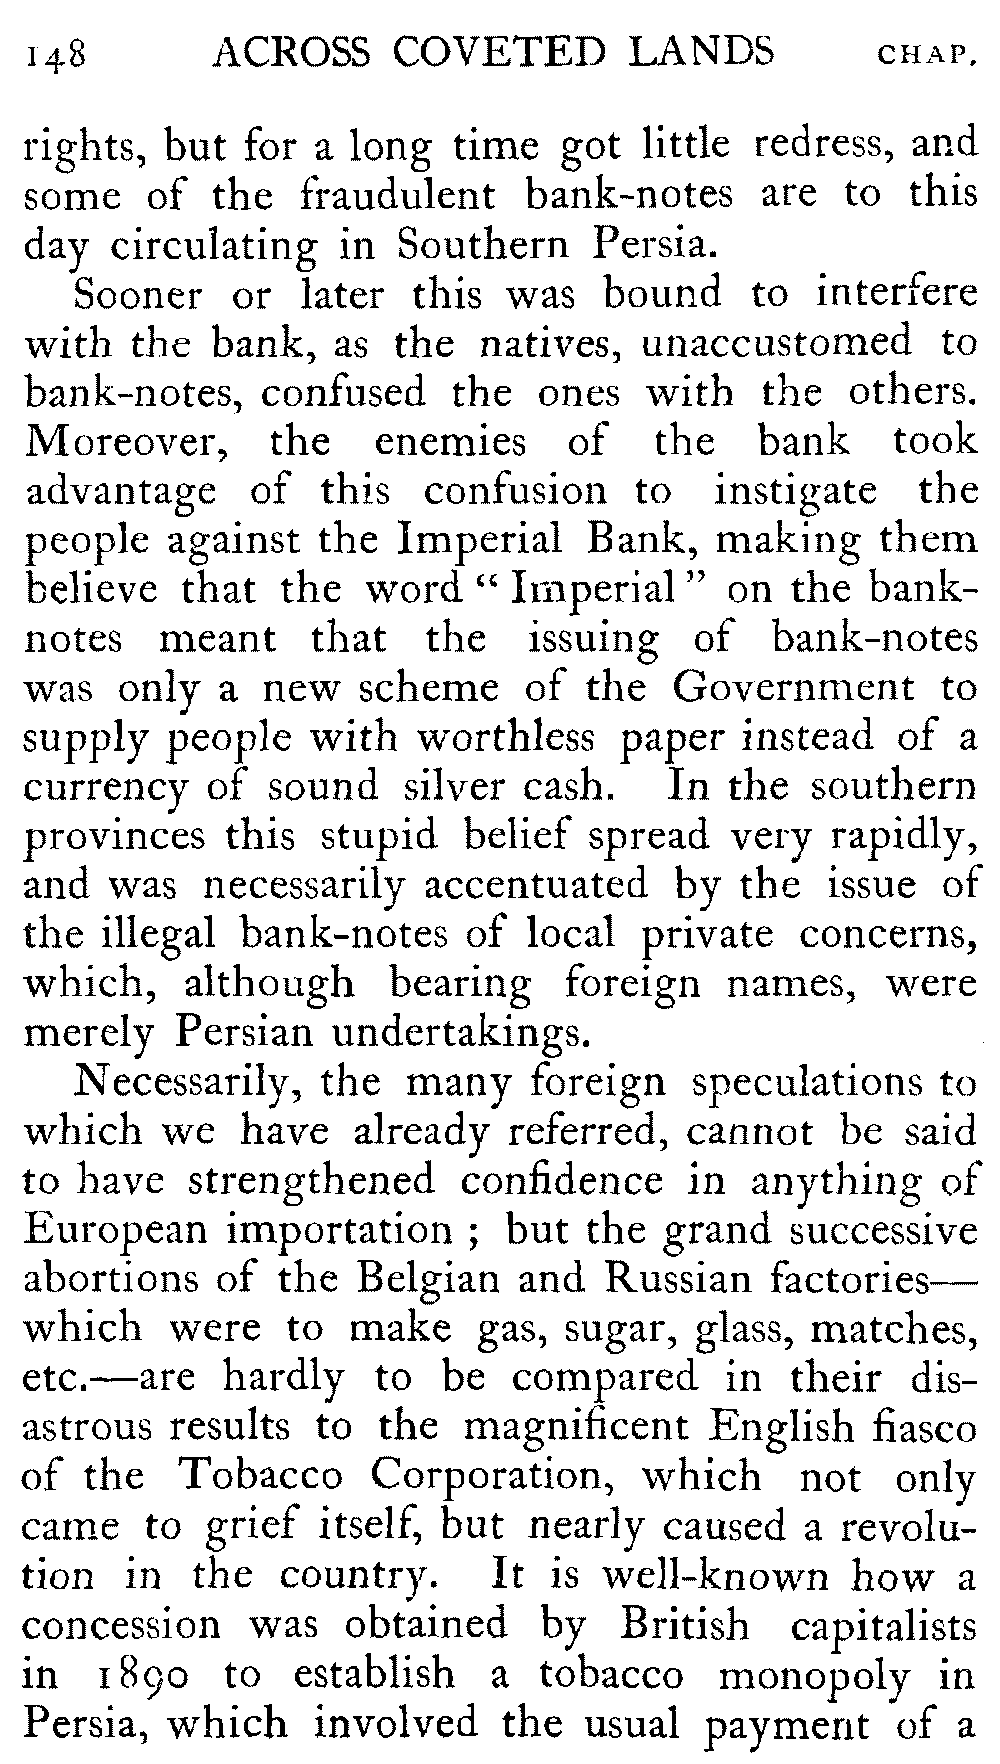 148 ACROSS COVETED LANDS CHAP.
rights, but for a long time got little redress, and
some of the fraudulent bank-notes are to this
day circulating in Southern Persia.
Sooner or later this was bound to interfere
with the bank, as the natives, unaccustomed to
bank-notes, confused the ones with the others.
Moreover, the enemies of the bank took
advantage of this confusion to instigate the
people against the Imperial Bank, making them
believe that the word “ Imperial ” on the bank-
notes meant that the issuing of bank-notes
was only a new scheme of the Government to
supply people with worthless paper instead of a
currency of sound silver cash. In the southern
provinces this stupid belief spread very rapidly,
and was necessarily accentuated by the issue of
the illegal bank-notes of local private concerns,
which, although bearing foreign names, were
merely Persian undertakings.
Necessarily, the many foreign speculations to
which we have already referred, cannot be said
to have strengthened confidence in anything of
European importation ; but the grand successive
abortions of the Belgian and Russian factories—
which were to make gas, sugar, glass, matches,
etc.—are hardly to be compared in their dis-
astrous results to the magnificent English fiasco
of the Tobacco Corporation, which not only
came to grief itself, but nearly caused a revolu-
tion in the country. It is well-known how a
concession was obtained by British capitalists
in 1890 to establish a tobacco monopoly in
Persia, which involved the usual payment of a